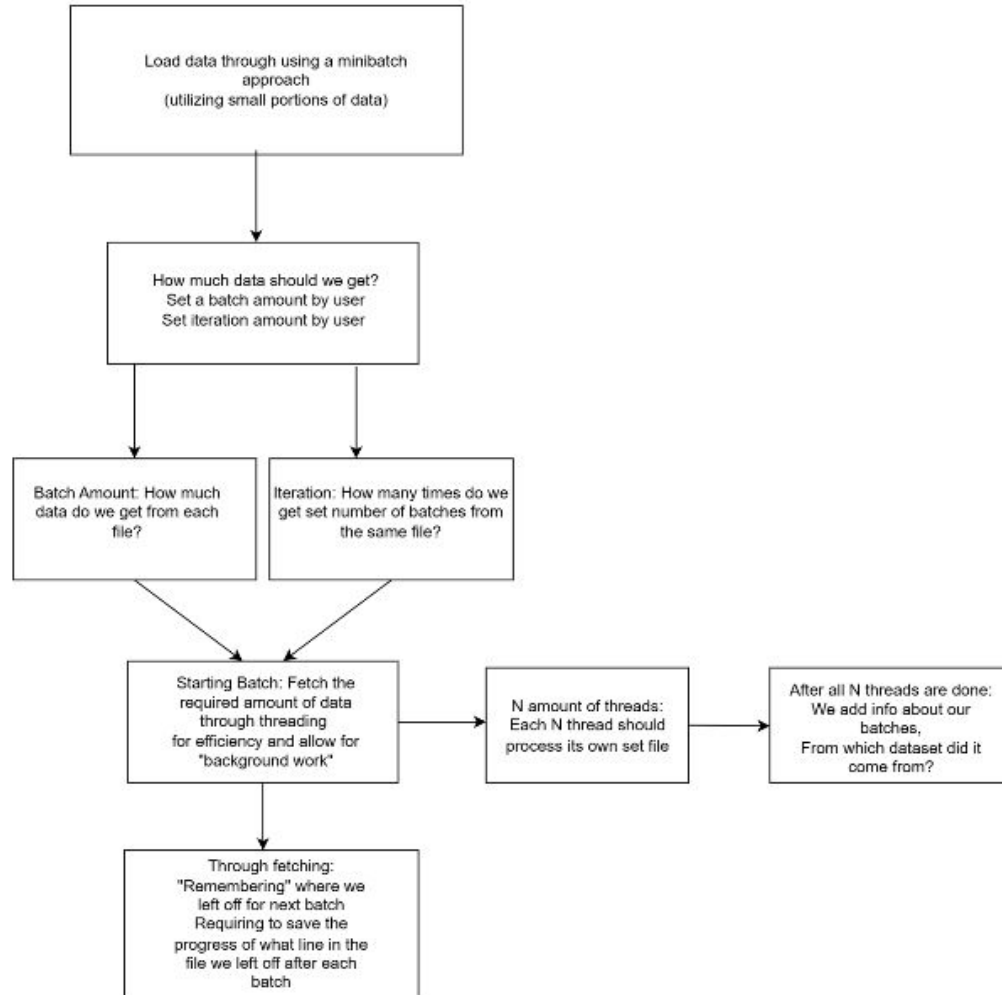 Load data through using a minibatch
approach
(utilizing small portions of data)
How much data should we get?
Set a batch amount by user
Set iteration amount by user
Batch Amount: How much
data do we get from each
file?
Iteration: How many times do we
get set number of batches from
the same file?
Starting Batch: Fetch the
required amount of data
through threading
for efficiency and allow for
"background work"
N amount of threads:
Each N thread should
process its own set file
After all N threads are done:
We add info about our
batches,
From which dataset did it
come from?
Through fetching:
"Remembering" where we
left off for next batch
Requiring to save the
progress of what line in the
file we left off after each
batch